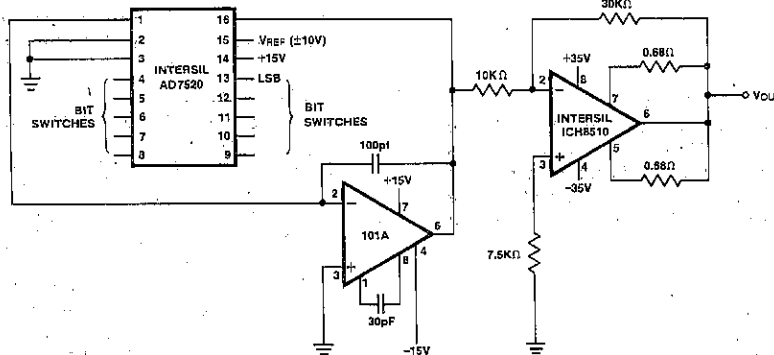 1
2
3
4
5
6
7
8
16
15
14
13
12
11
10
9
INTERSIL
AD7520
VREF (±10V)
+15V
LSB
BIT
SWITCHES
BIT
SWITCHES
100pf
+15V
2
7
101A
6
4
3
1
8
30pF
–15V
30KΩ
10KΩ
+35V
0.68Ω
2
8
7
INTERSIL
ICH8510
6
VOU
3
5
4
–35V
0.68Ω
7.5KΩ